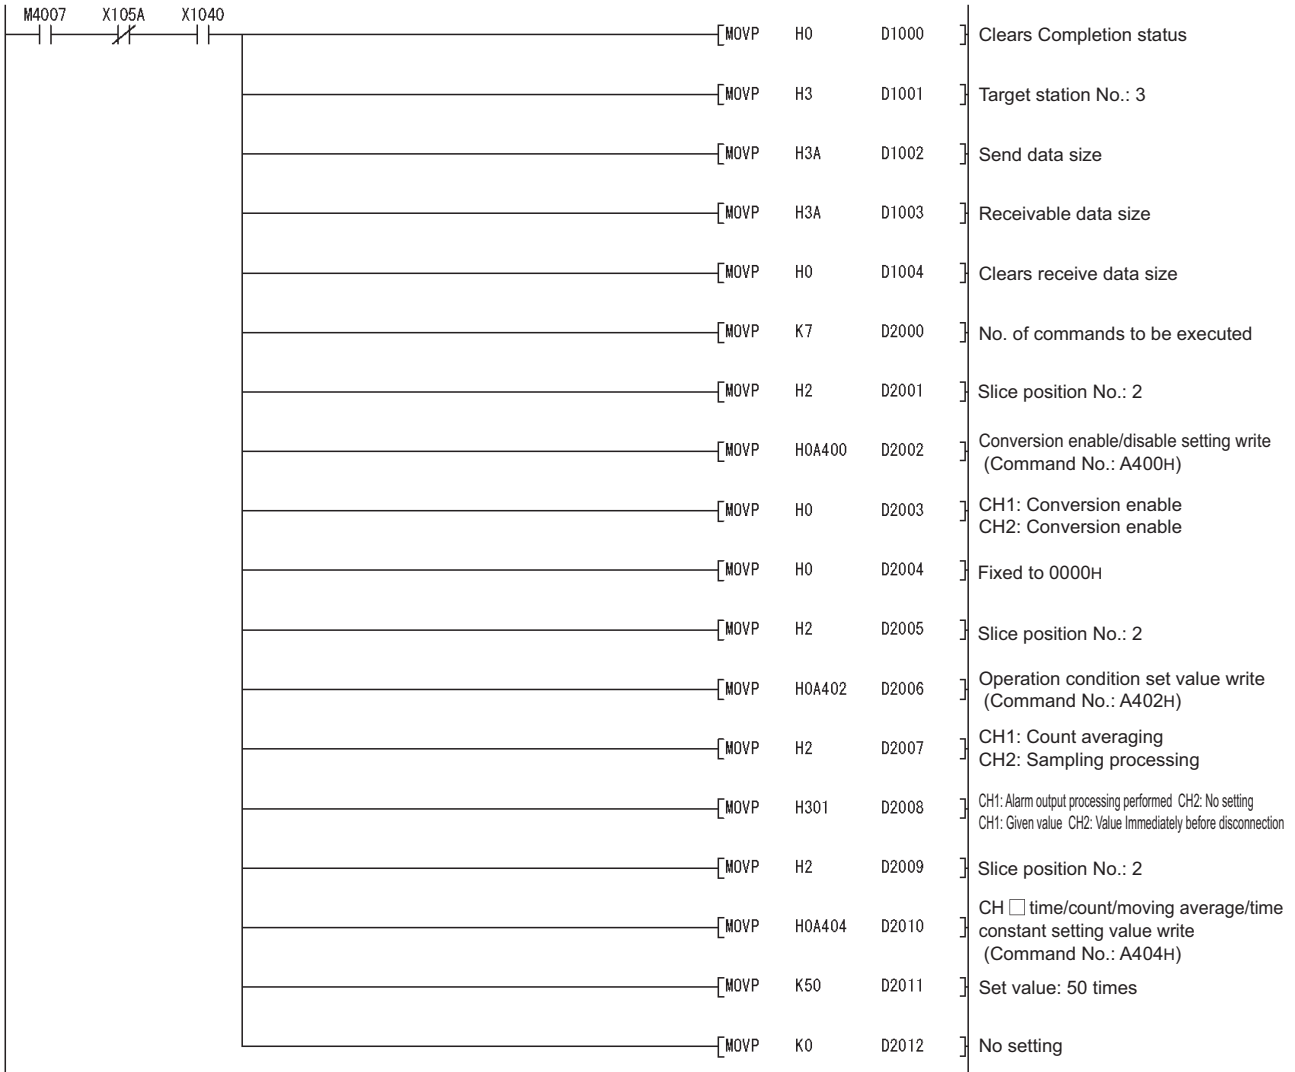 M4007 X105A X1040
MOVP H0 D1000 Clears Completion status
MOVP H3 D1001 Target station No.: 3
MOVP H3A D1002 Send data size
MOVP H3A D1003 Receivable data size
MOVP H0 D1004 Clears receive data size
MOVP K7 D2000 No. of commands to be executed
MOVP H2 D2001 Slice position No.: 2
MOVP H0A400 D2002 Conversion enable/disable setting write
(Command No.: A400H)
MOVP H0 D2003 CH1: Conversion enable
CH2: Conversion enable
MOVP H0 D2004 Fixed to 0000H
MOVP H2 D2005 Slice position No.: 2
MOVP H0A402 D2006 Operation condition set value write
(Command No.: A402H)
MOVP H2 D2007 CH1: Count averaging
CH2: Sampling processing
MOVP H301 D2008 CH1: Alarm output processing performed CH2: No setting
CH1: Given value CH2: Value Immediately before disconnection
MOVP H2 D2009 Slice position No.: 2
MOVP H0A404 D2010 CH □ time/count/moving average/time
constant setting value write
(Command No.: A404H)
MOVP K50 D2011 Set value: 50 times
MOVP K0 D2012 No setting